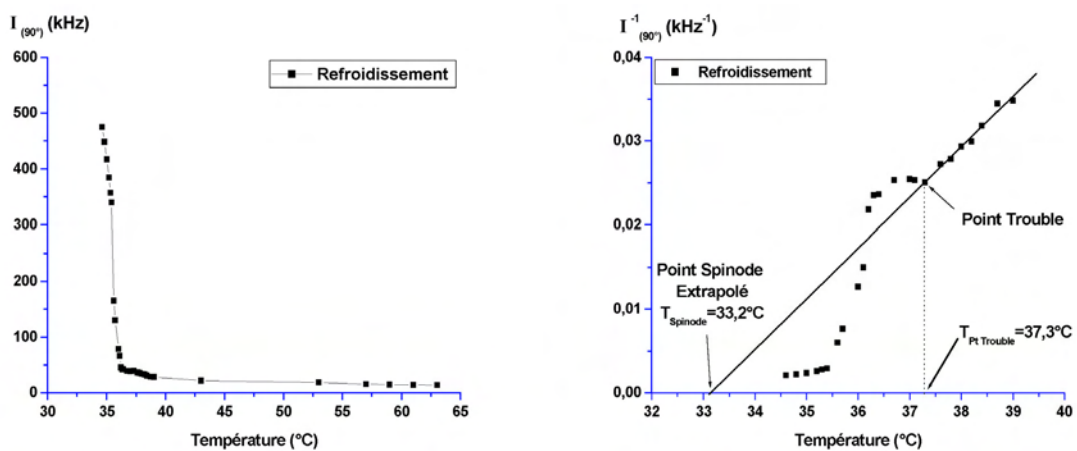 I (90°) (kHz)
600
500
400
300
200
100
0
30 35 40 45 50 55 60 65
Température (°C)
Refroidissement
I -1 (90°) (kHz-1)
0,04
0,03
0,02
0,01
0,00
32 33 34 35 36 37 38 39 40
Température (°C)
Refroidissement
Point Trouble
Point Spinode
Extrapolé
TSpinode=33,2°C
TPt Trouble=37,3°C